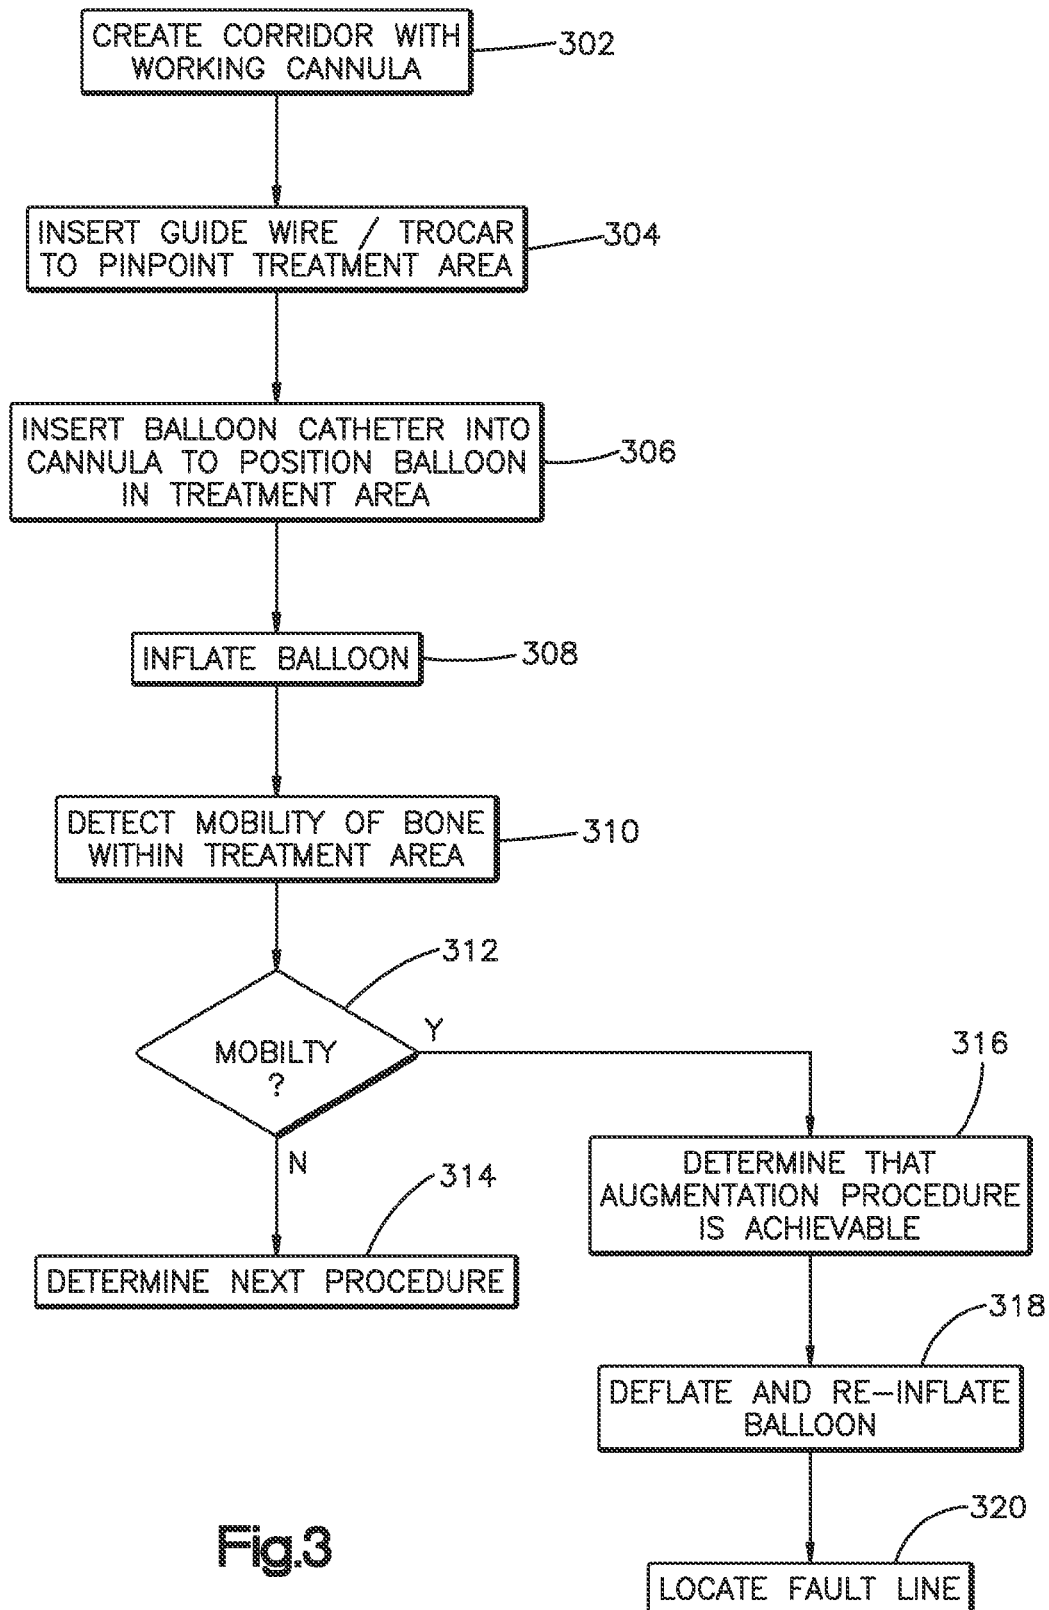 CREATE CORRIDOR WITH
WORKING CANNULA
302
INSERT GUIDE WIRE / TROCAR
TO PINPOINT TREATMENT AREA
304
INSERT BALLOON CATHETER INTO
CANNULA TO POSITION BALLOON
IN TREATMENT AREA
306
INFLATE BALLOON
308
DETECT MOBILITY OF BONE
WITHIN TREATMENT AREA
310
312
MOBILTY
?
Y
N
314
DETERMINE NEXT PROCEDURE
316
DETERMINE THAT
AUGMENTATION PROCEDURE
IS ACHIEVABLE
318
DEFLATE AND RE-INFLATE
BALLOON
320
LOCATE FAULT LINE
Fig.3